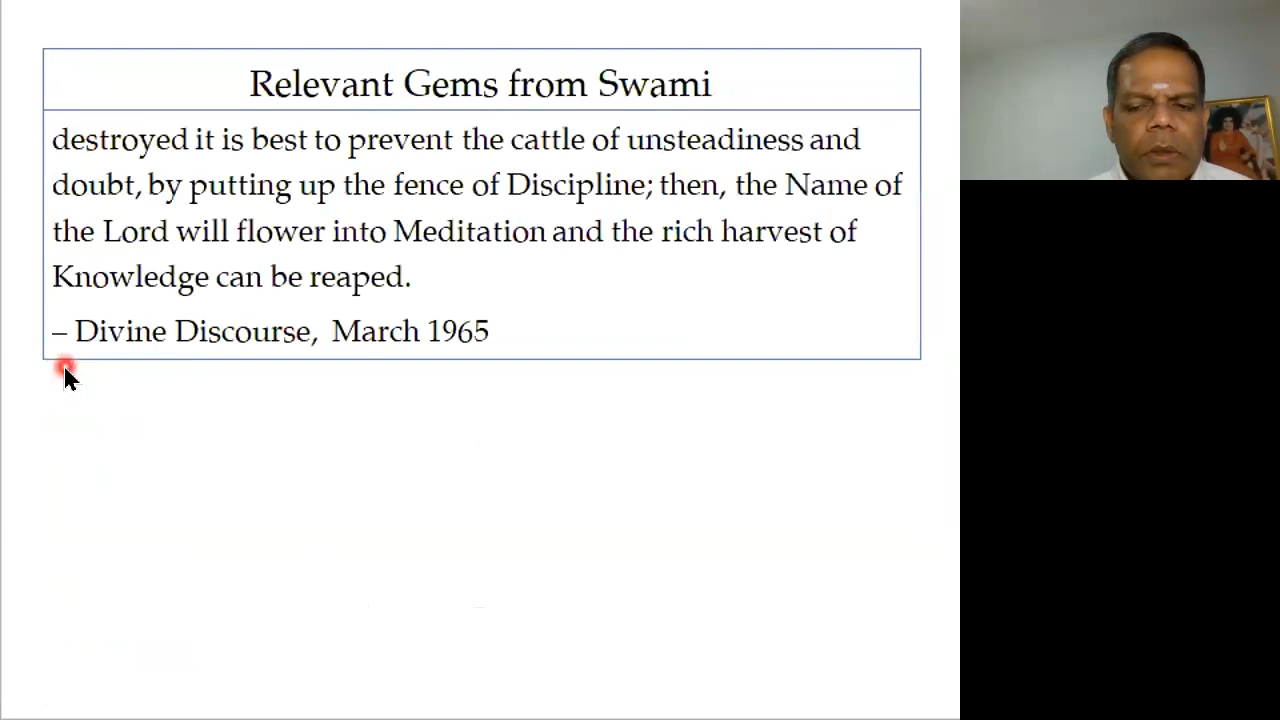 Relevant Gems from Swami
destroyed it is best to prevent the cattle of unsteadiness and
doubt, by putting up the fence of Discipline; then, the Name of
the Lord will flower into Meditation and the rich harvest of
Knowledge can be reaped.
– Divine Discourse, March 1965